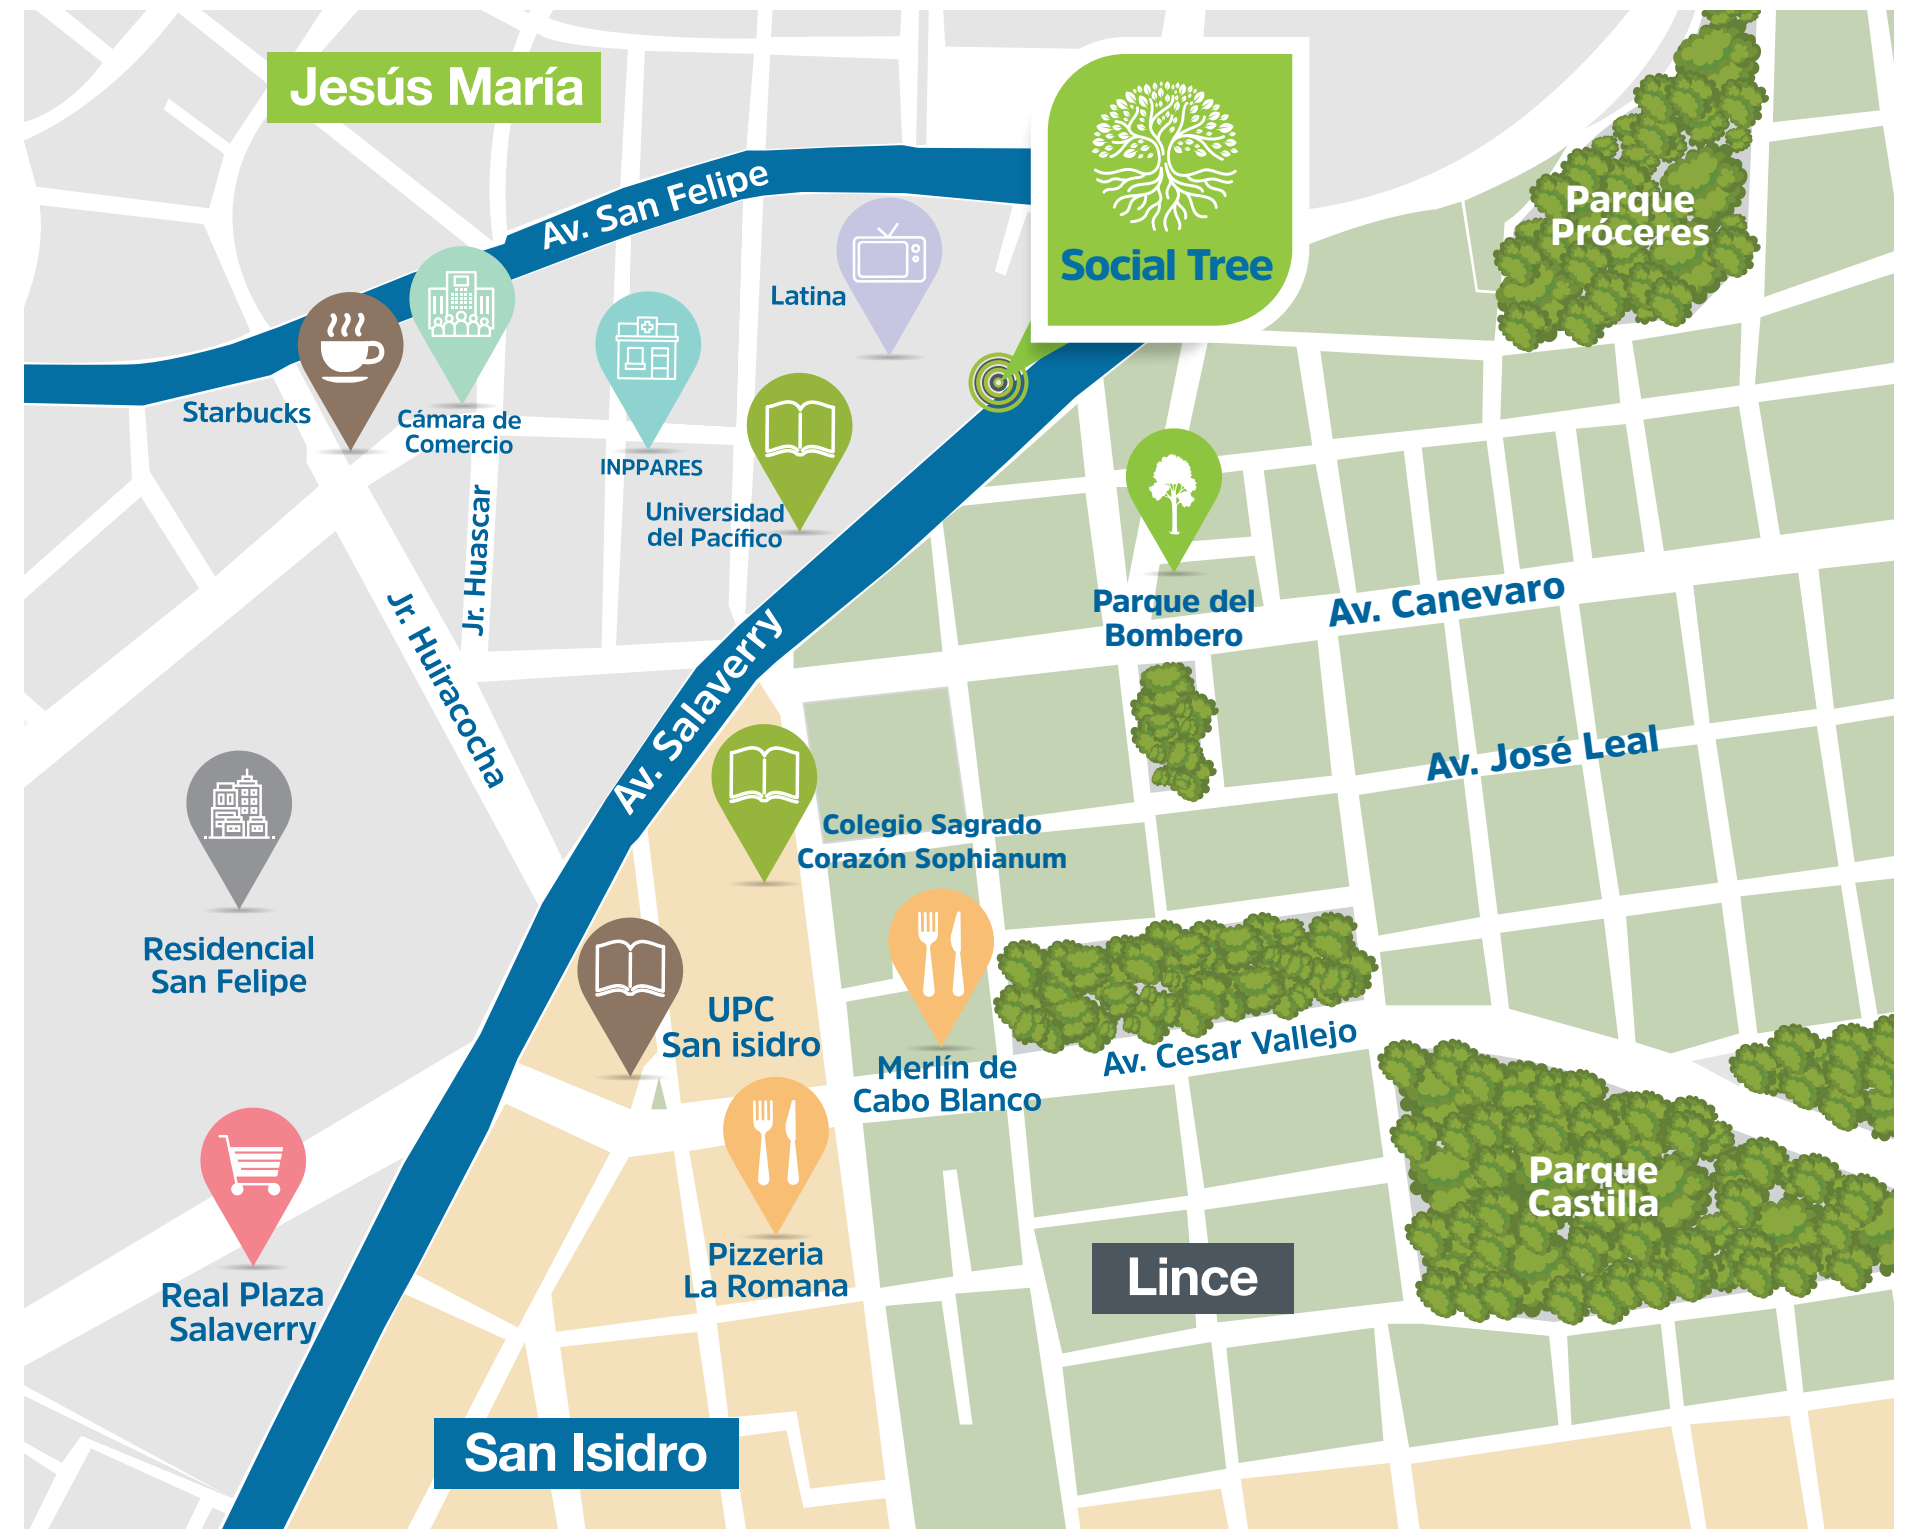 Jesús María
Social Tree
Parque
Próceres
Av. San Felipe
Latina
Starbucks
Cámara de
Comercio
INPPARES
Universidad
del Pacífico
Jr. Huascar
Jr. Huiracocha
Av. Salaverry
Parque del
Bombero
Av. Canevaro
Av. José Leal
Colegio Sagrado
Corazón Sophianum
Residencial
San Felipe
UPC
San isidro
Merlín de
Cabo Blanco
Av. Cesar Vallejo
Parque
Castilla
Pizzeria
La Romana
Lince
Real Plaza
Salaverry
San Isidro